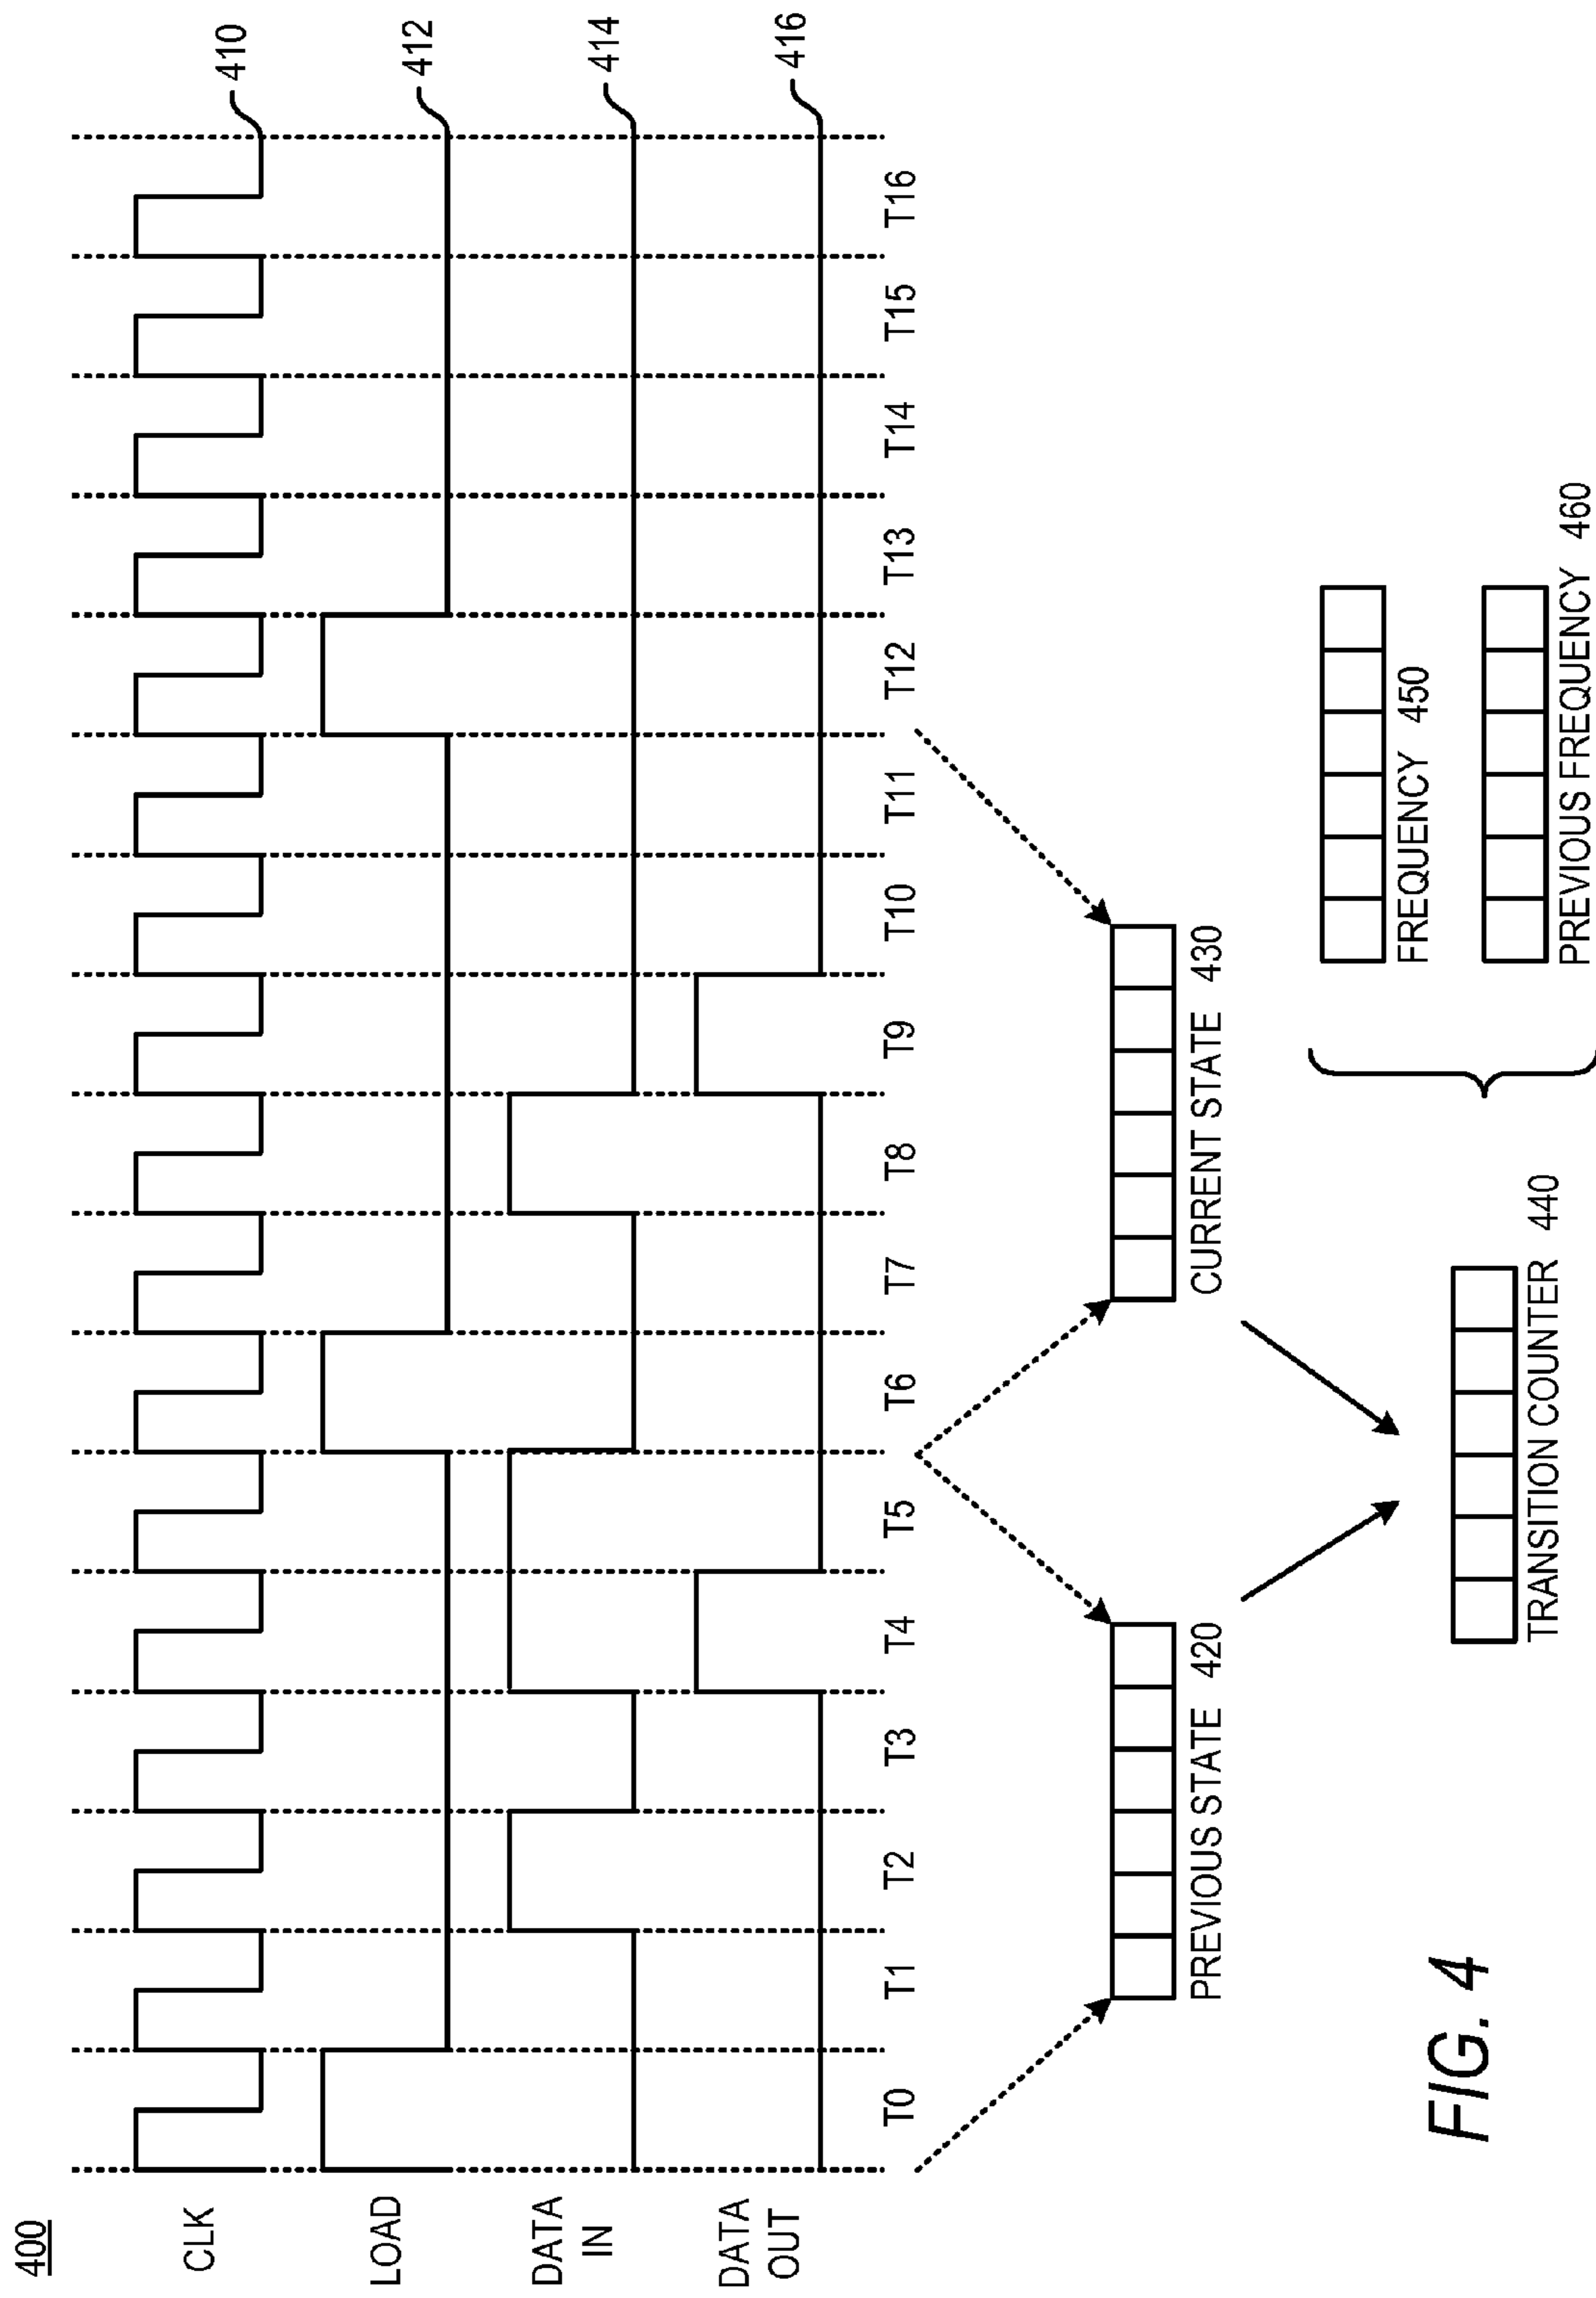 400
CLK
410
LOAD
412
DATA
IN
414
DATA
OUT
416
T0 T1 T2 T3 T4 T5 T6 T7 T8 T9 T10 T11 T12 T13 T14 T15 T16
PREVIOUS STATE 420
CURRENT STATE 430
TRANSITION COUNTER 440
FREQUENCY 450
PREVIOUS FREQUENCY 460
FIG. 4